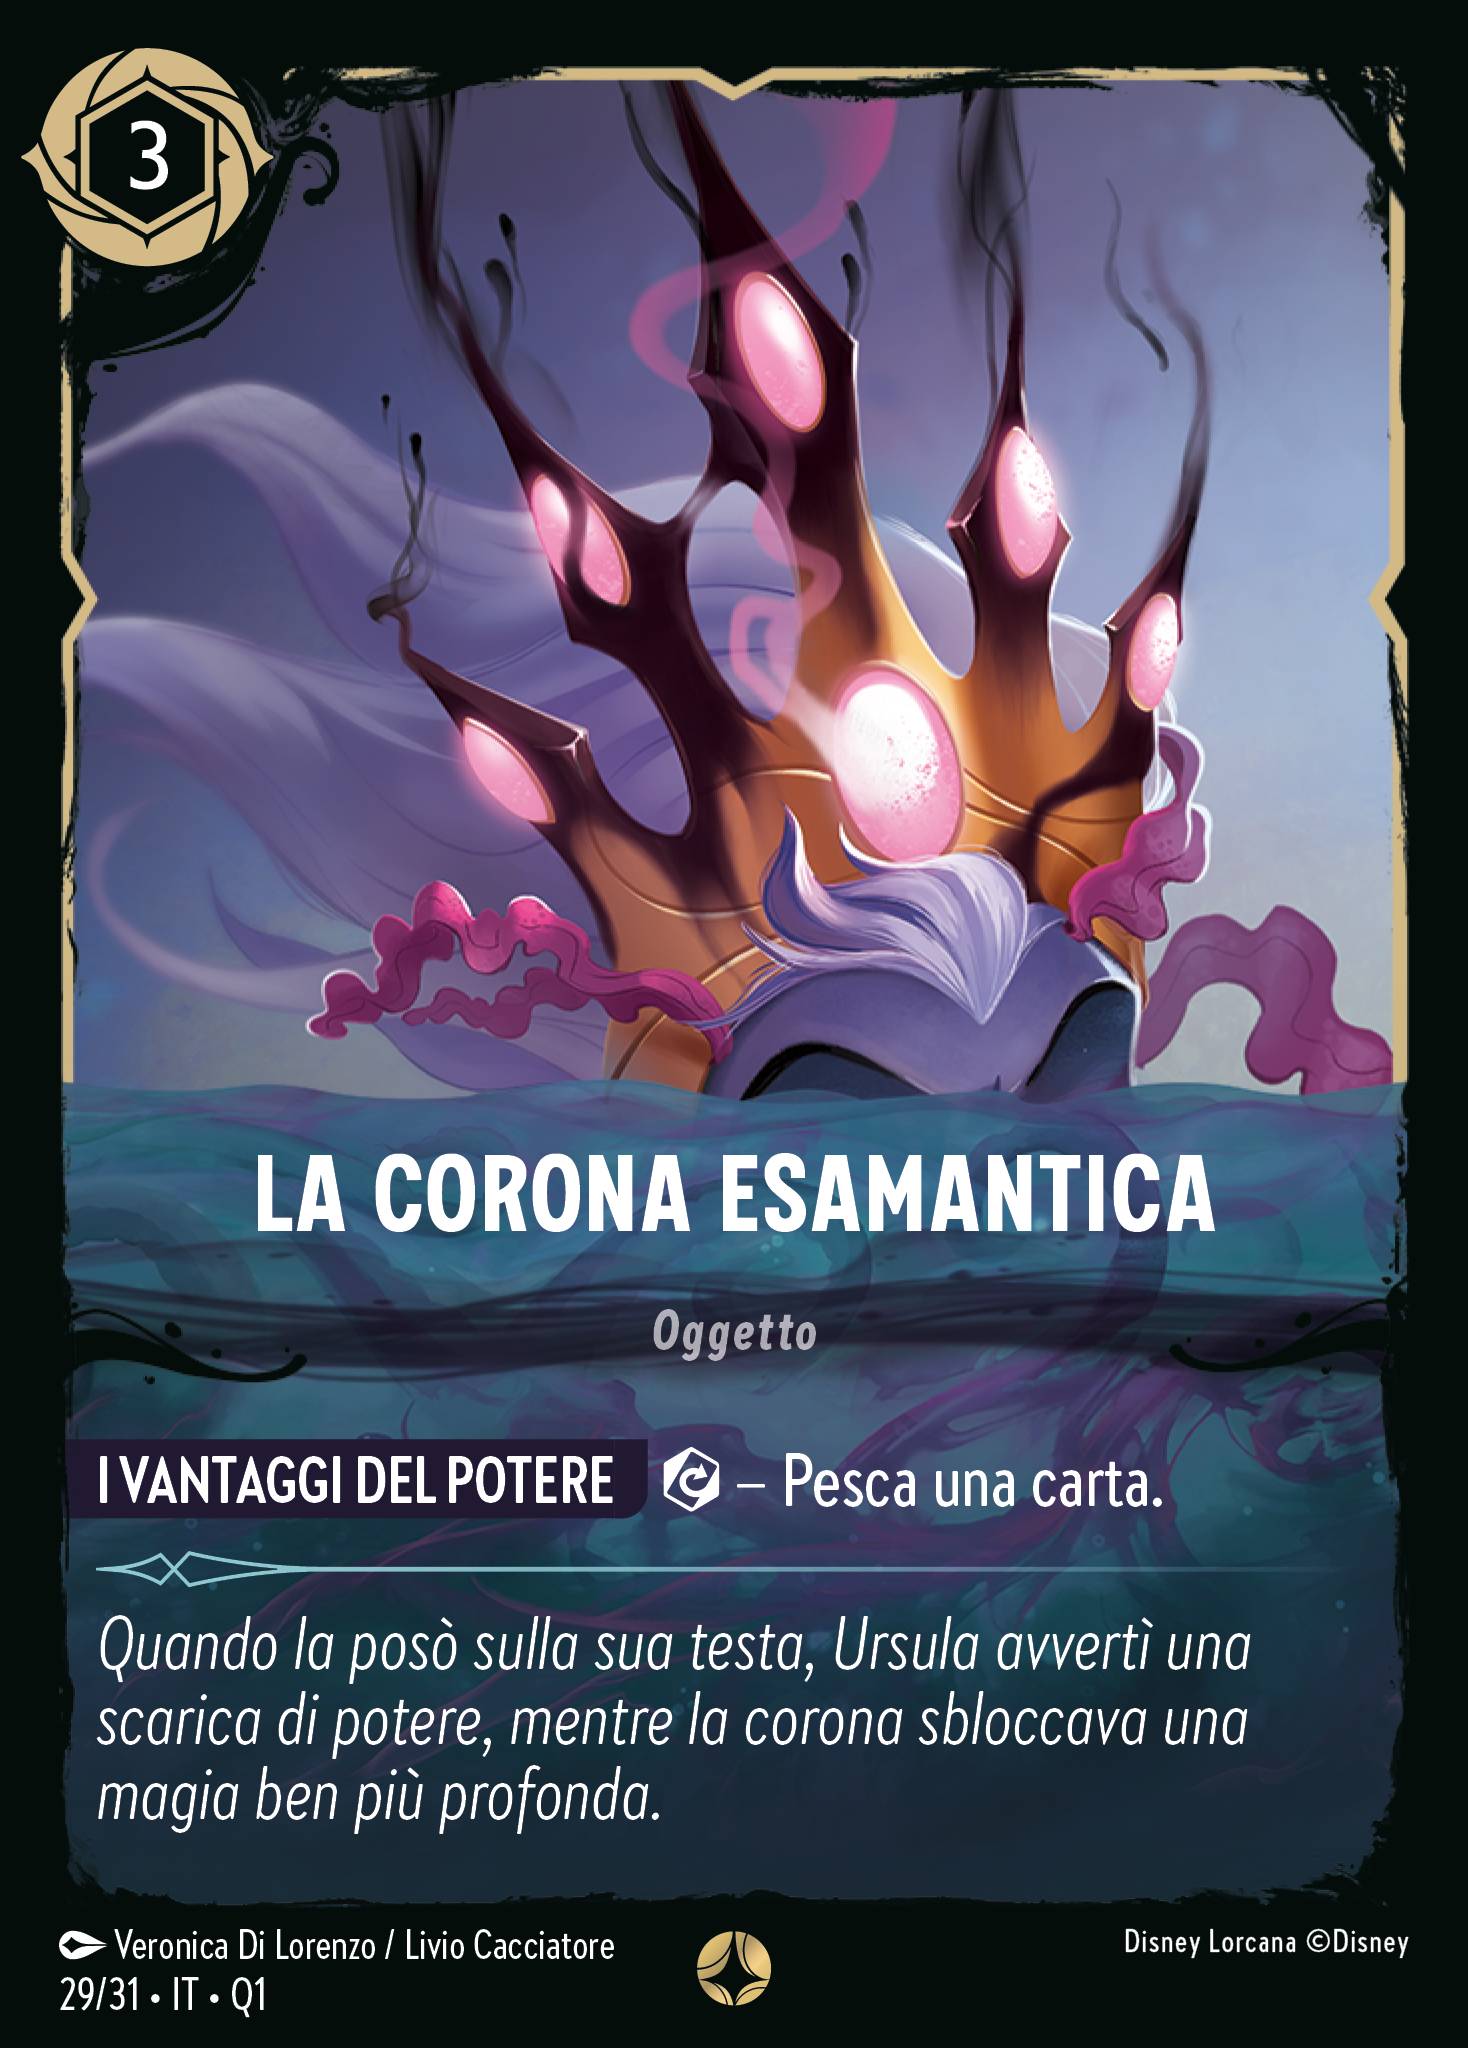 3
LA CORONA ESAMANTICA
Oggetto
I VANTAGGI DEL POTERE – Pesca una carta.
Quando la posò sulla sua testa, Ursula avvertì una
scarica di potere, mentre la corona sbloccava una
magia ben più profonda.
Veronica Di Lorenzo / Livio Cacciatore
Disney Lorcana ©Disney
29/31 • IT • Q1